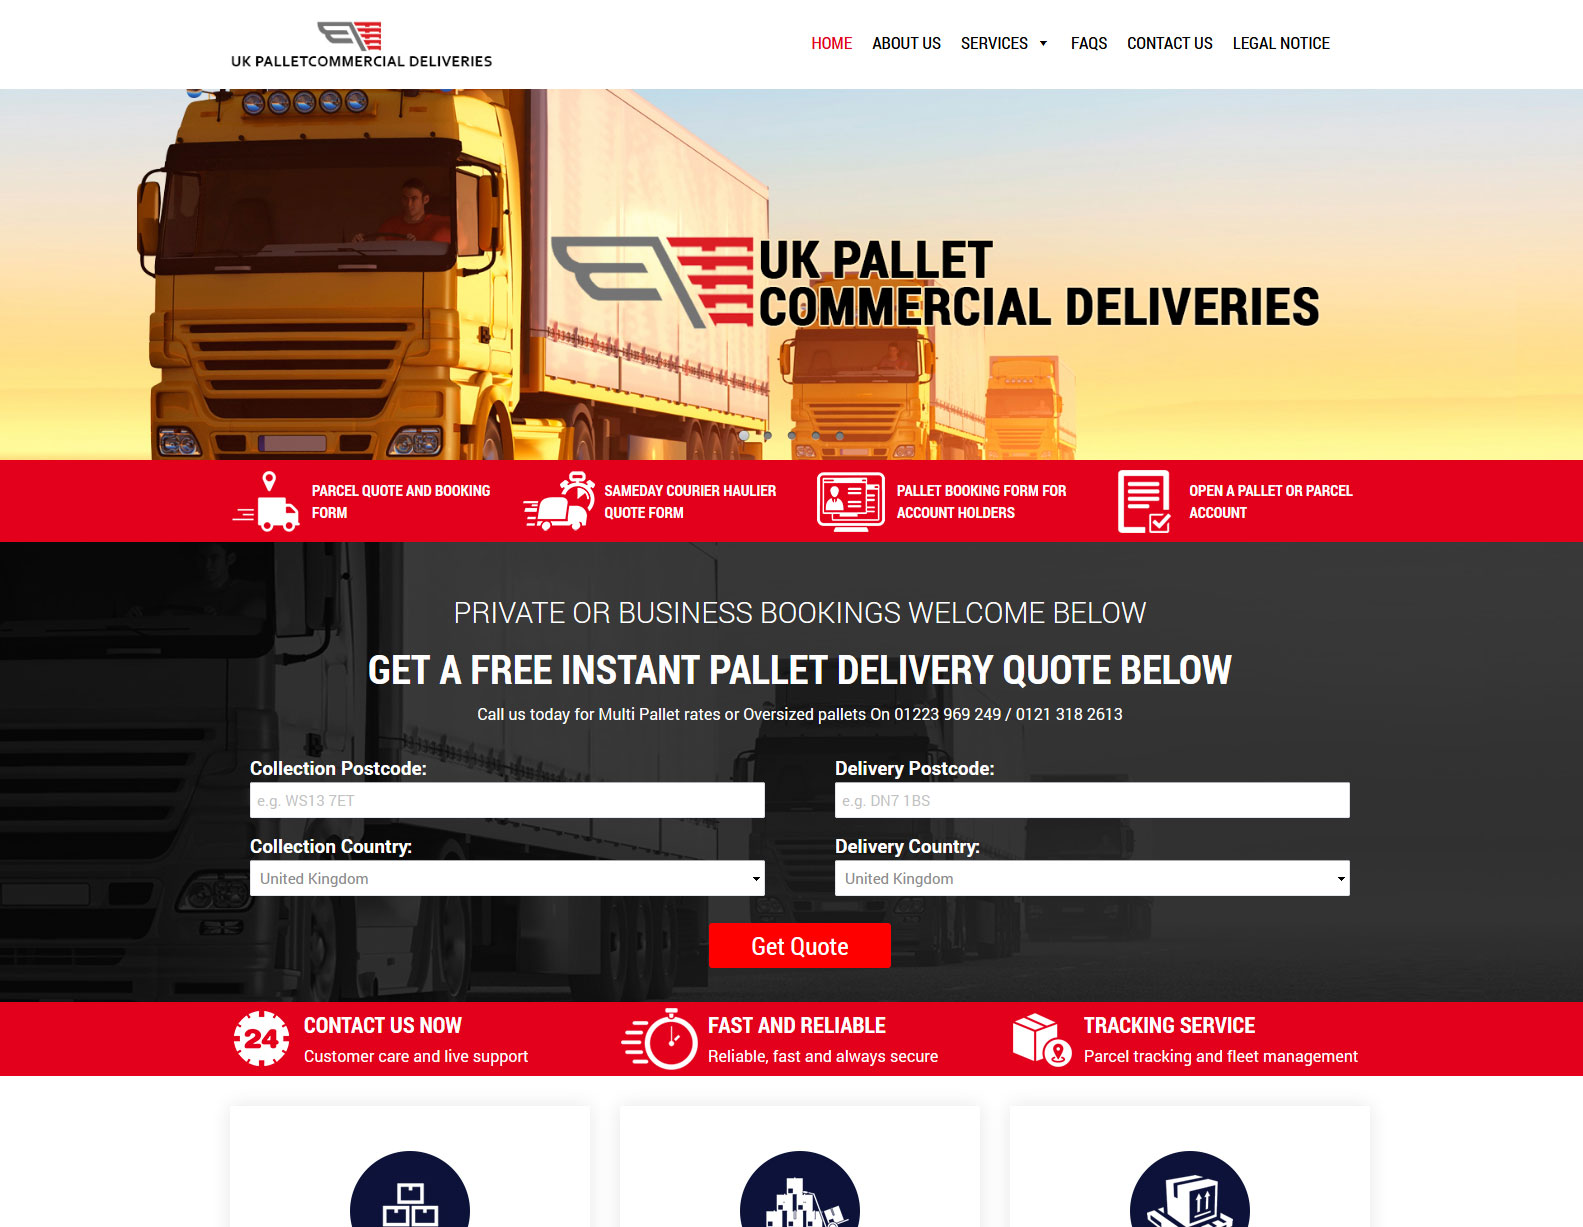 UK PALLETCOMMERCIAL DELIVERIES
HOME ABOUT US SERVICES FAQS CONTACT US LEGAL NOTICE
UK PALLET
COMMERCIAL DELIVERIES
PARCEL QUOTE AND BOOKING
FORM
SAMEDAY COURIER HAULIER
QUOTE FORM
PALLET BOOKING FORM FOR
ACCOUNT HOLDERS
OPEN A PALLET OR PARCEL
ACCOUNT
PRIVATE OR BUSINESS BOOKINGS WELCOME BELOW
GET A FREE INSTANT PALLET DELIVERY QUOTE BELOW
Call us today for Multi Pallet rates or Oversized pallets On 01223 969 249 / 0121 318 2613
Collection Postcode:
e.g. WS13 7ET
Delivery Postcode:
e.g. DN7 1BS
Collection Country:
United Kingdom
Delivery Country:
United Kingdom
Get Quote
24
CONTACT US NOW
Customer care and live support
FAST AND RELIABLE
Reliable, fast and always secure
TRACKING SERVICE
Parcel tracking and fleet management